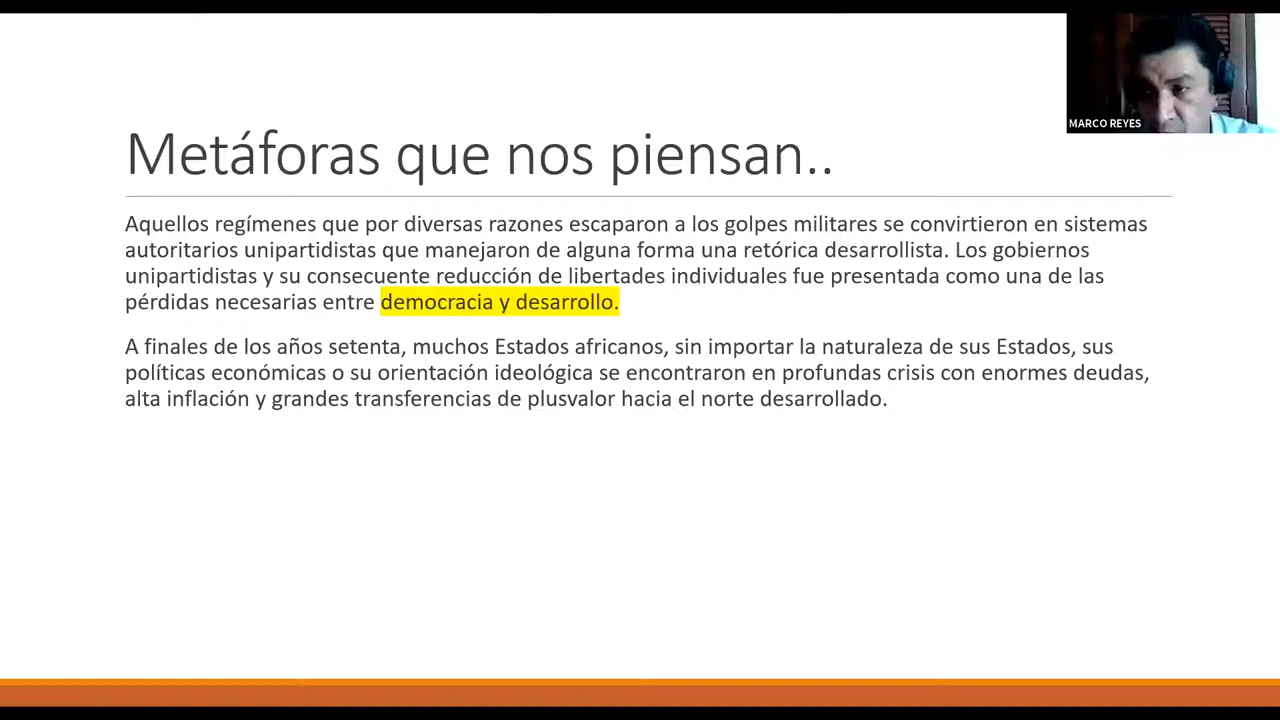 MARCO REYES
Metáforas que nos piensan..
Aquellos regímenes que por diversas razones escaparon a los golpes militares se convirtieron en sistemas
autoritarios unipartidistas que manejaron de alguna forma una retórica desarrollista. Los gobiernos
unipartidistas y su consecuente reducción de libertades individuales fue presentada como una de las
pérdidas necesarias entre democracia y desarrollo.
A finales de los años setenta, muchos Estados africanos, sin importar la naturaleza de sus Estados, sus
políticas económicas o su orientación ideológica se encontraron en profundas crisis con enormes deudas,
alta inflación y grandes transferencias de plusvalor hacia el norte desarrollado.